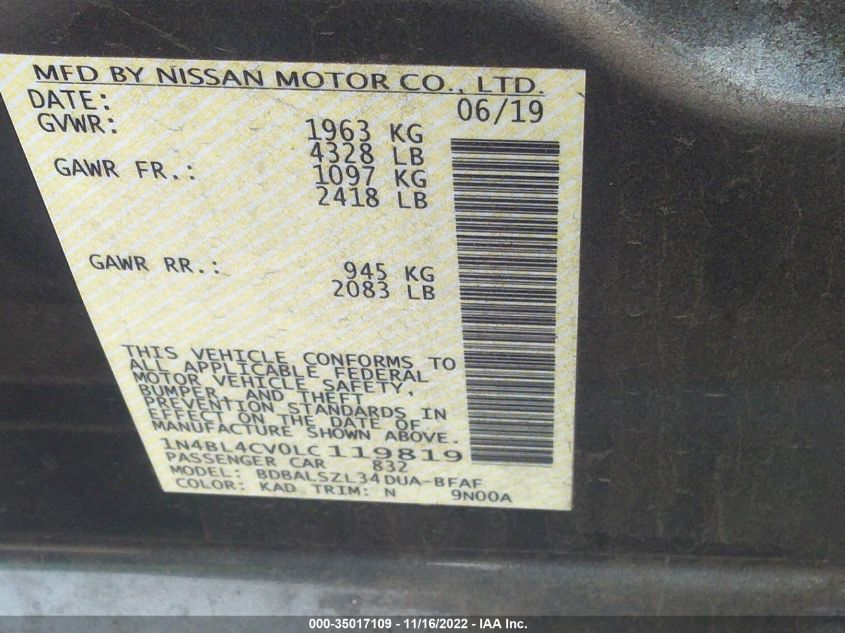 MFD BY NISSAN MOTOR CO., LTD.
DATE: 06/19
GVWR: 1963 KG
4328 LB
GAWR FR.: 1097 KG
2418 LB
GAWR RR.: 945 KG
2083 LB
THIS VEHICLE CONFORMS TO
ALL APPLICABLE FEDERAL
MOTOR VEHICLE SAFETY,
BUMPER, AND THEFT
PREVENTION STANDARDS IN
EFFECT ON THE DATE OF
MANUFACTURE SHOWN ABOVE.
1N4BL4CV0LC119819
PASSENGER CAR 832
MODEL: BDBALSZL34DUA-BFAF
COLOR: KAD TRIM: N 9N00A
000-35017109 - 11/16/2022 - IAA Inc.